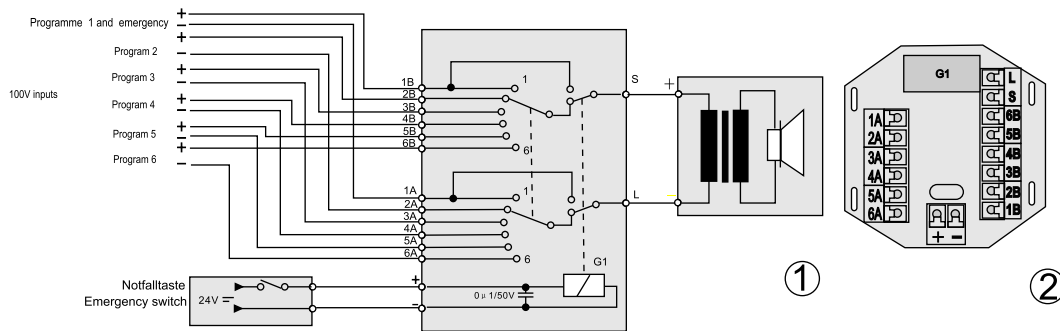 +
Programme 1 and emergency
−
+
Program 2
−
+
Program 3
−
100V inputs
+
Program 4
−
+
Program 5
−
+
Program 6
−
1B
2B
3B
4B
5B
6B
1
6
S
+
1A
2A
3A
4A
5A
6A
1
6
L
G1
Notfalltaste
Emergency switch
24V
+
−
0 µ 1/50V
1
G1
1A
2A
3A
4A
5A
6A
L
S
6B
5B
4B
3B
2B
1B
+ −
2